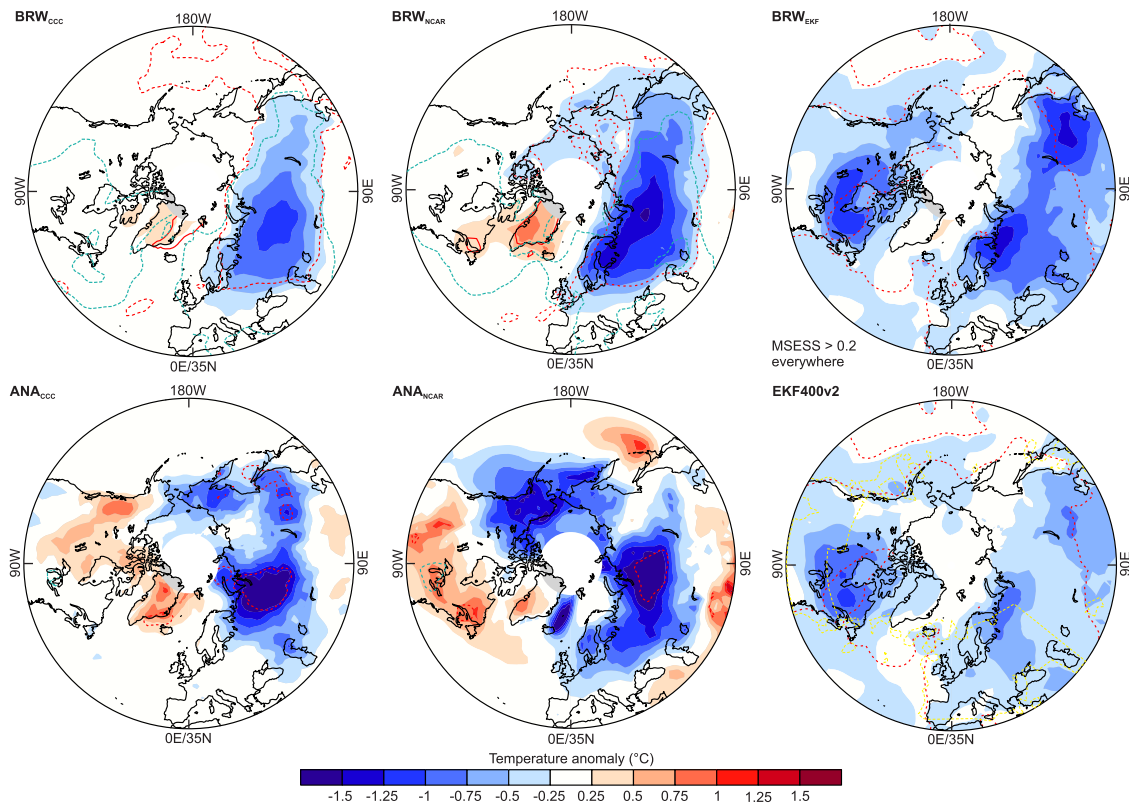 BRWCCC
180W
90W
90E
0E/35N
BRWNCAR
180W
90W
90E
0E/35N
BRWEKF
180W
90W
90E
MSESS > 0.2
everywhere
0E/35N
ANACCC
180W
90W
90E
0E/35N
ANANCAR
180W
90W
90E
0E/35N
EKF400v2
180W
90W
90E
0E/35N
Temperature anomaly (°C)
-1.5 -1.25 -1 -0.75 -0.5 -0.25 0.25 0.5 0.75 1 1.25 1.5